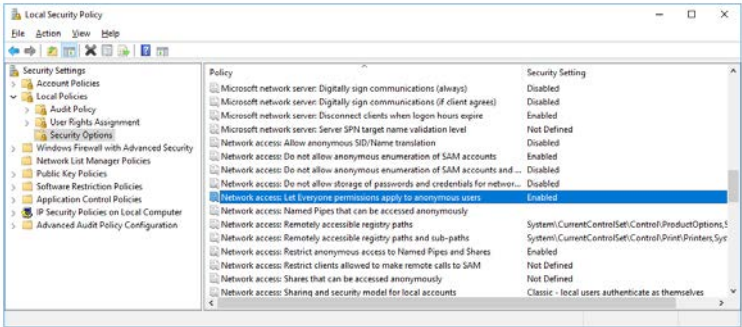 Local Security Policy
File Action View Help
Security Settings
Account Policies
Local Policies
Audit Policy
User Rights Assignment
Security Options
Windows Firewall with Advanced Security
Network List Manager Policies
Public Key Policies
Software Restriction Policies
Application Control Policies
IP Security Policies on Local Computer
Advanced Audit Policy Configuration
Policy Security Setting
Microsoft network server: Digitally sign communications (always) Disabled
Microsoft network server: Digitally sign communications (if client agrees) Disabled
Microsoft network server: Disconnect clients when logon hours expire Enabled
Microsoft network server: Server SPN target name validation level Not Defined
Network access: Allow anonymous SID/Name translation Disabled
Network access: Do not allow anonymous enumeration of SAM accounts Enabled
Network access: Do not allow anonymous enumeration of SAM accounts and ... Disabled
Network access: Do not allow storage of passwords and credentials for networ... Disabled
Network access: Let Everyone permissions apply to anonymous users Enabled
Network access: Named Pipes that can be accessed anonymously
Network access: Remotely accessible registry paths System\CurrentControlSet\Control\ProductOptions,S
Network access: Remotely accessible registry paths and sub-paths System\CurrentControlSet\Control\Print\Printers,Syst
Network access: Restrict anonymous access to Named Pipes and Shares Enabled
Network access: Restrict clients allowed to make remote calls to SAM Not Defined
Network access: Shares that can be accessed anonymously Not Defined
Network access: Sharing and security model for local accounts Classic - local users authenticate as themselves